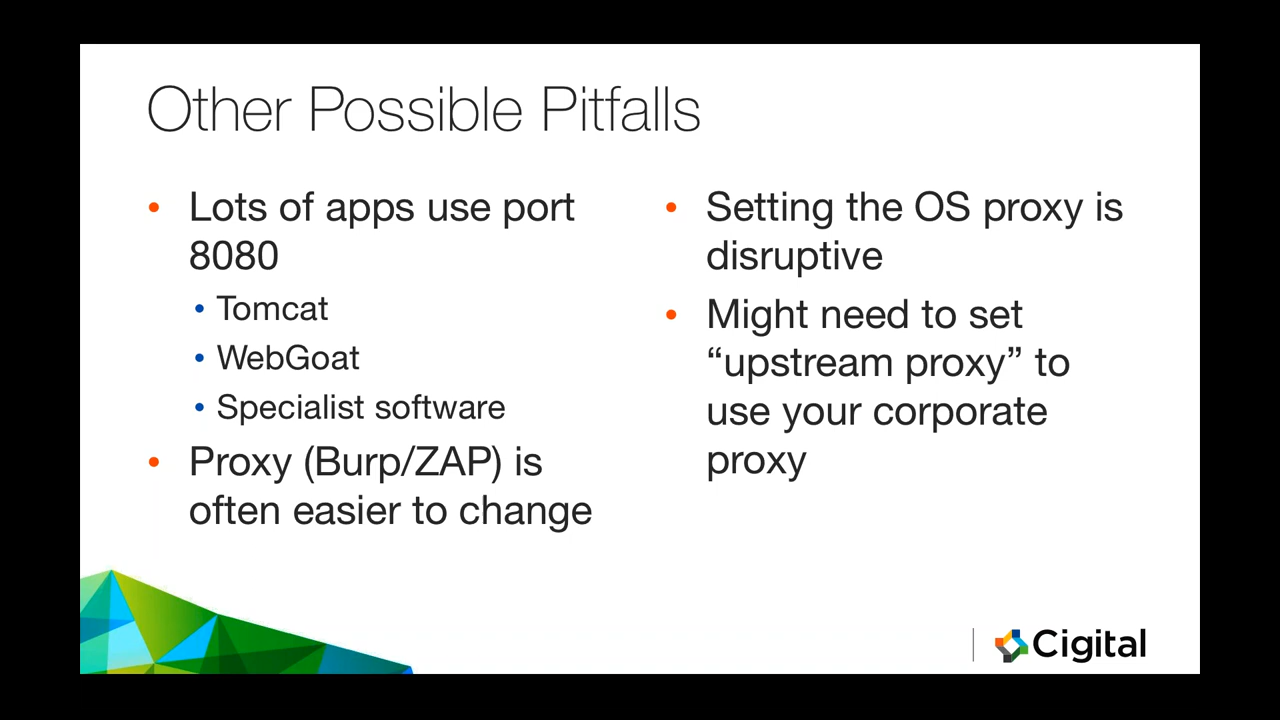 Other Possible Pitfalls
• Lots of apps use port
8080
• Tomcat
• WebGoat
• Specialist software
• Proxy (Burp/ZAP) is
often easier to change
• Setting the OS proxy is
disruptive
• Might need to set
“upstream proxy” to
use your corporate
proxy
Cigital